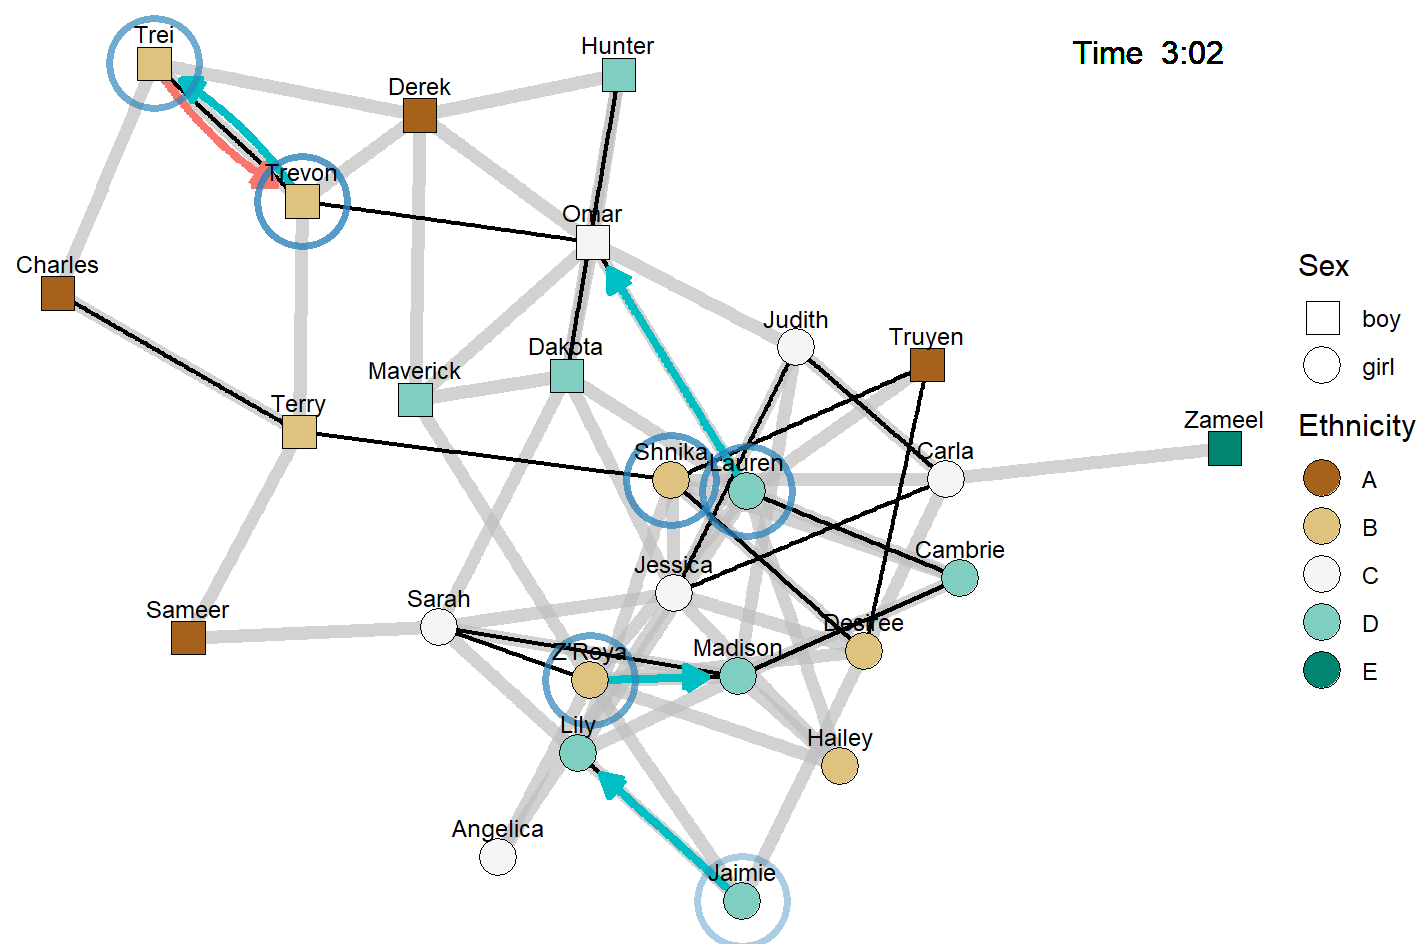 Trei
Hunter
Time 3:02
Derek
Trevon
Omar
Charles
Sex
boy
Judith
Truyen
Dakota
Maverick
girl
Terry
Zameel
Ethnicity
Shnika
Lauren
Carla
A
B
Cambrie
Jessica
C
Sarah
Sameer
Desiree
D
Z'Roya
Madison
E
Lily
Hailey
Angelica
Jaimie